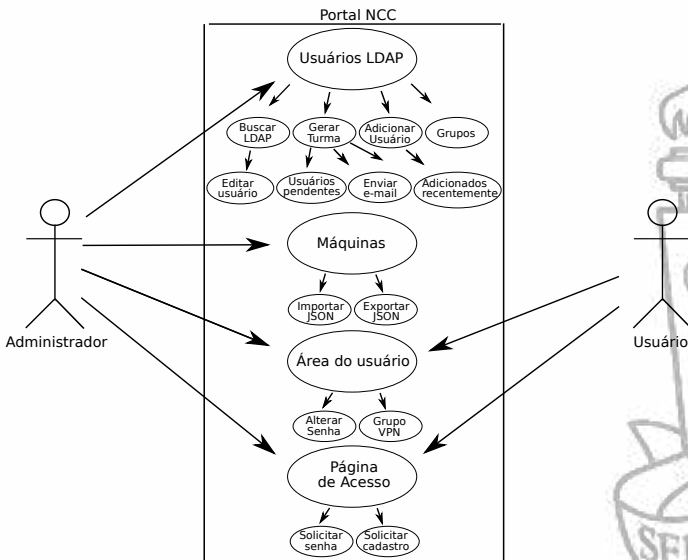 Portal NCC
Usuários LDAP
Buscar
LDAP
Gerar
Turma
Adicionar
Usuário
Grupos
Editar
usuário
Usuários
pendentes
Enviar
e-mail
Adicionados
recentemente
Máquinas
Importar
JSON
Exportar
JSON
Administrador
Usuário
Área do usuário
Alterar
Senha
Grupo
VPN
Página
de Acesso
Solicitar
senha
Solicitar
cadastro